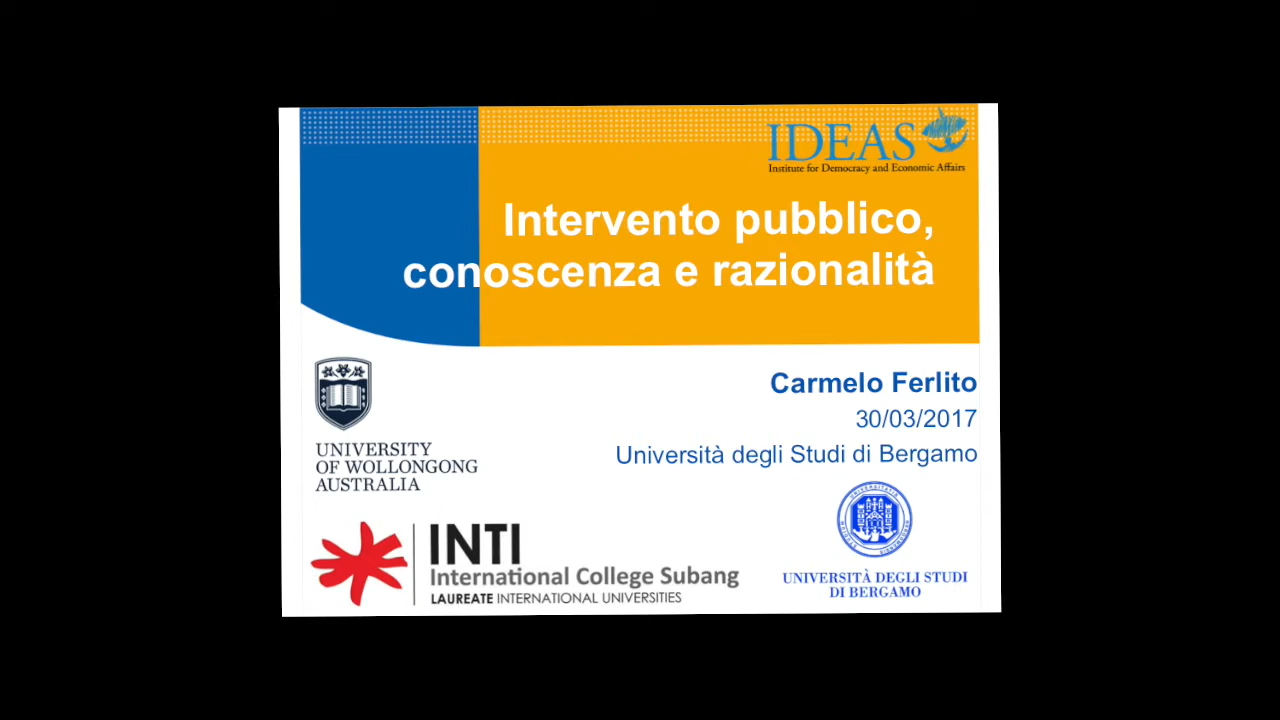 IDEAS
Institute for Democracy and Economic Affairs
Intervento pubblico,
conoscenza e razionalità
Carmelo Ferlito
30/03/2017
Università degli Studi di Bergamo
UNIVERSITY
OF WOLLONGONG
AUSTRALIA
INTI
International College Subang
LAUREATE INTERNATIONAL UNIVERSITIES
UNIVERSITÀ DEGLI STUDI
DI BERGAMO